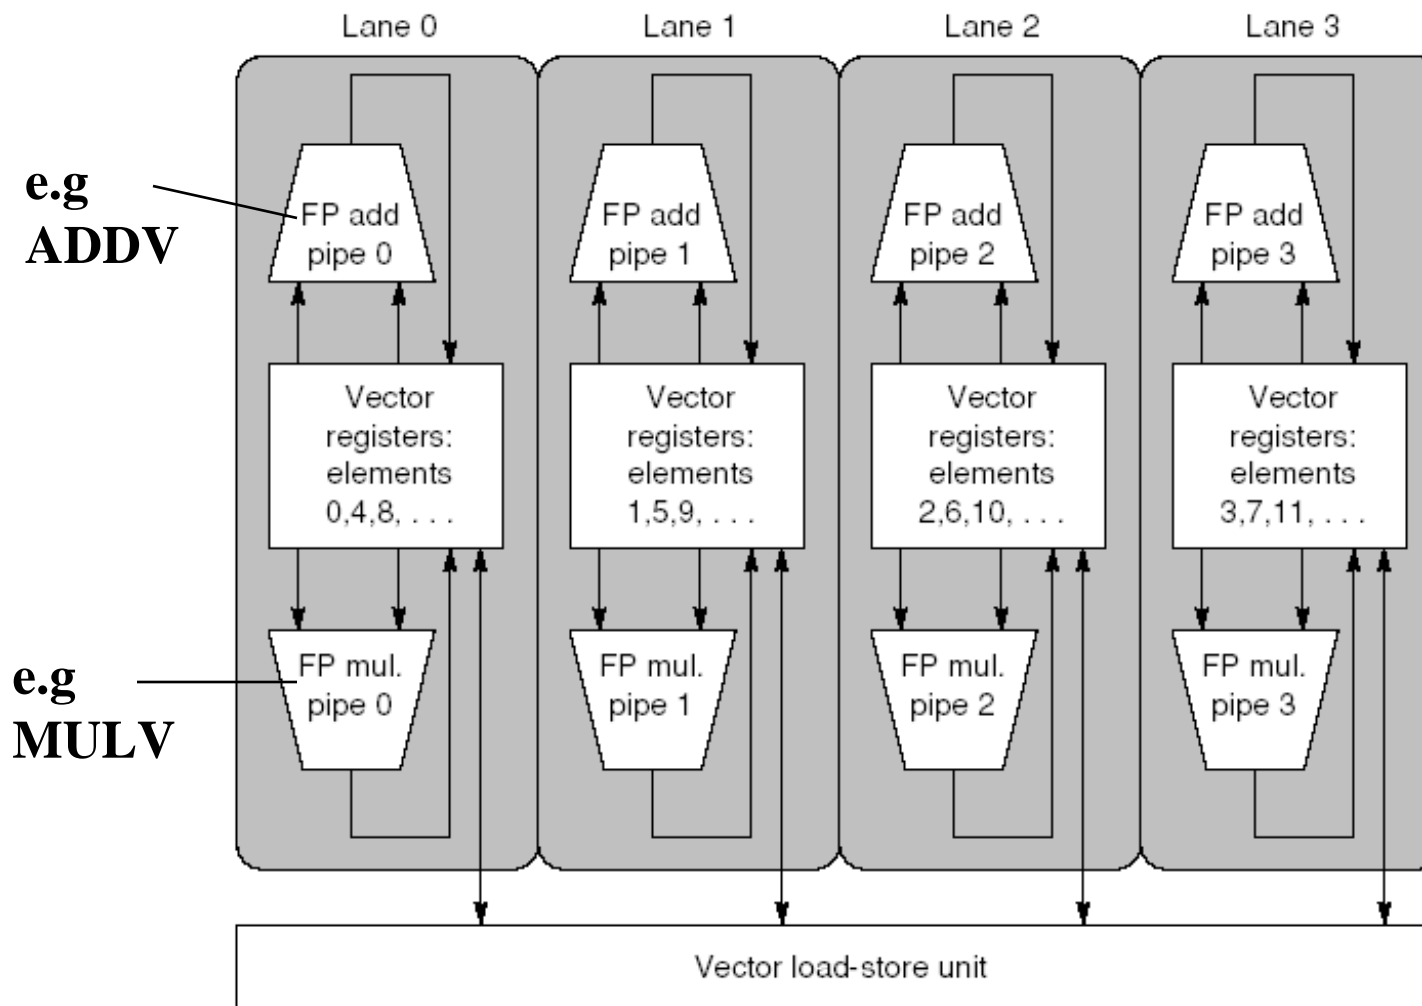 Lane 0
Lane 1
Lane 2
Lane 3
e.g
ADDV
FP add
pipe 0
FP add
pipe 1
FP add
pipe 2
FP add
pipe 3
Vector
registers:
elements
0,4,8, . . .
Vector
registers:
elements
1,5,9, . . .
Vector
registers:
elements
2,6,10, . . .
Vector
registers:
elements
3,7,11, . . .
e.g
MULV
FP mul.
pipe 0
FP mul.
pipe 1
FP mul.
pipe 2
FP mul.
pipe 3
Vector load-store unit